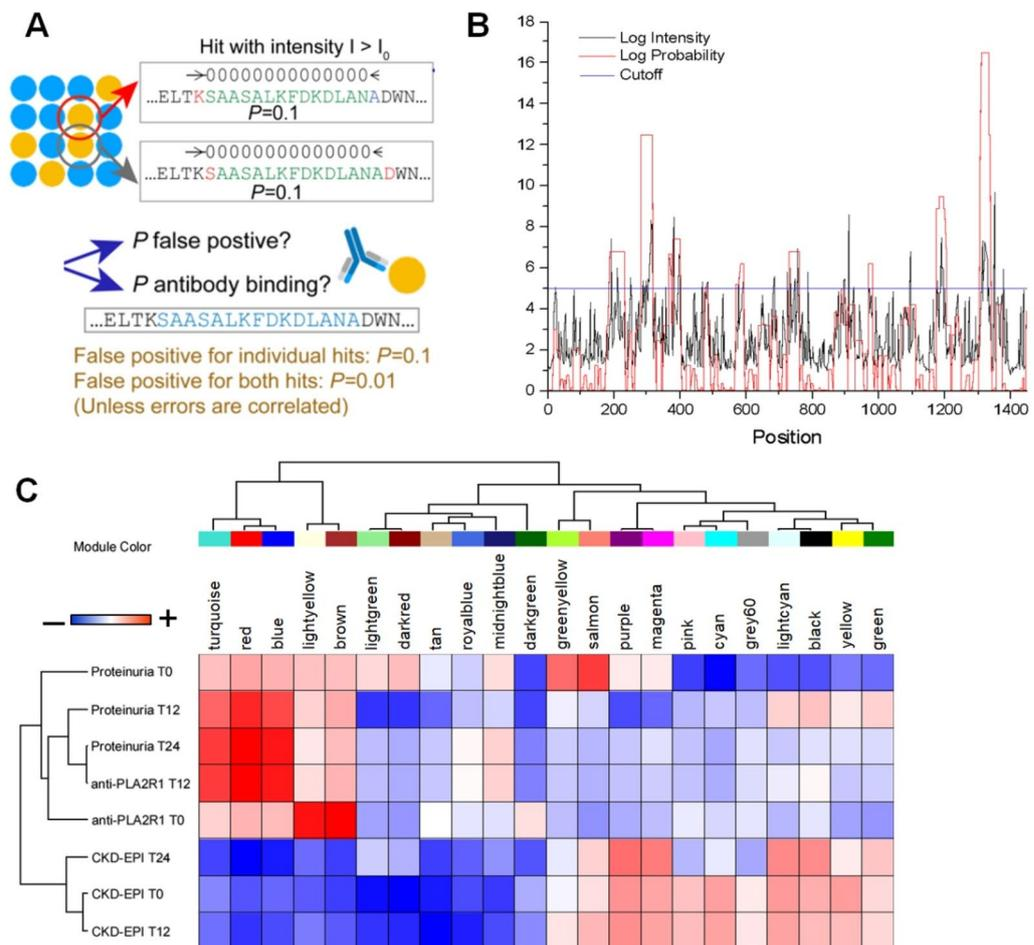 A
Hit with intensity I > I0
→OOOOOOOOOOOOOO<
...ELTKSAASALKFDKDLANADWN...
P=0.1
→OOOOOOOOOOOOOO<
...ELTKSAASALKFDKDLANADWN...
P=0.1
P false postive?
P antibody binding?
...ELTKSAASALKFDKDLANADWN...
False positive for individual hits: P=0.1
False positive for both hits: P=0.01
(Unless errors are correlated)
B
Log Intensity
Log Probability
Cutoff
18
16
14
12
10
8
6
4
2
0
0 200 400 600 800 1000 1200 1400
Position
C
Module Color
− +
turquoise
red
blue
lightyellow
brown
lightgreen
darkred
tan
royalblue
midnightblue
darkgreen
greenyellow
salmon
purple
magenta
pink
cyan
grey60
lightcyan
black
yellow
green
Proteinuria T0
Proteinuria T12
Proteinuria T24
anti-PLA2R1 T12
anti-PLA2R1 T0
CKD-EPI T24
CKD-EPI T0
CKD-EPI T12